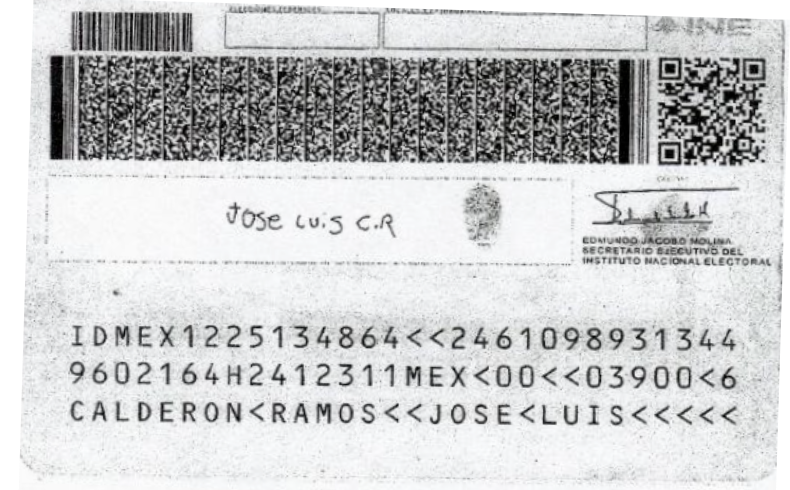 INE
Jose Luis C.R
EDMUNDO JACOBO MOLINA
SECRETARIO EJECUTIVO DEL
INSTITUTO NACIONAL ELECTORAL
IDMEX1225134864<<2461098931344
9602164H2412311MEX<00<<03900<6
CALDERON<RAMOS<<JOSE<LUIS<<<<<